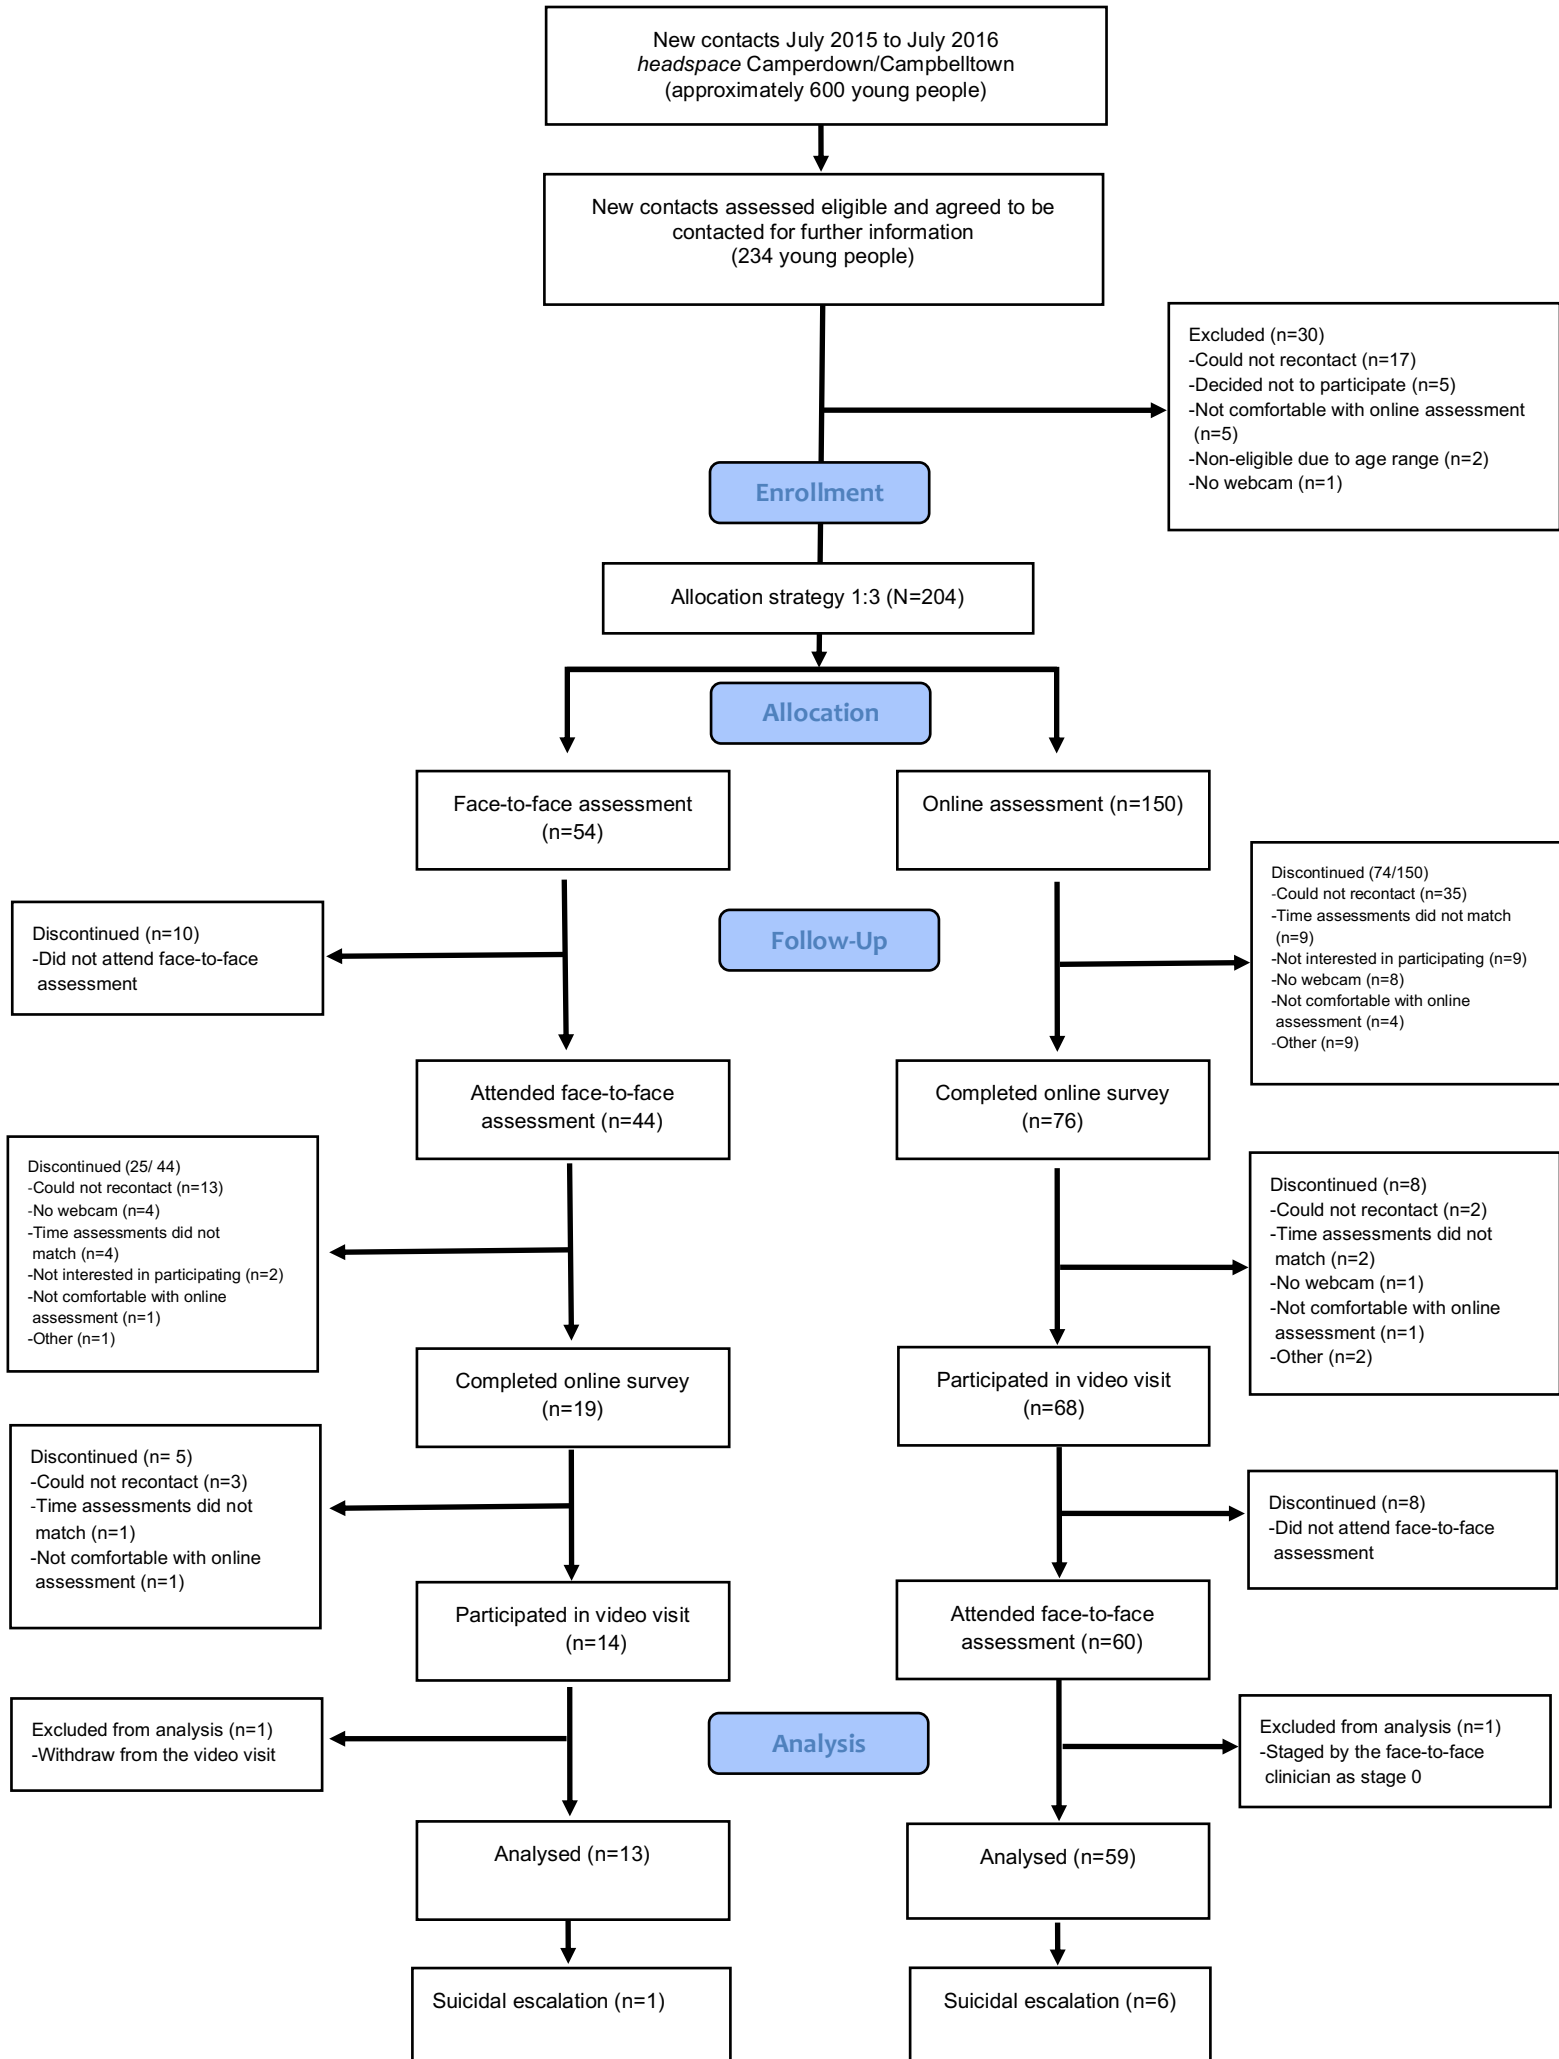 New contacts July 2015 to July 2016
headspace Camperdown/Campbelltown
(approximately 600 young people)
New contacts assessed eligible and agreed to be
contacted for further information
(234 young people)
Excluded (n=30)
-Could not recontact (n=17)
-Decided not to participate (n=5)
-Not comfortable with online assessment
(n=5)
-Non-eligible due to age range (n=2)
-No webcam (n=1)
Enrollment
Allocation strategy 1:3 (N=204)
Allocation
Face-to-face assessment
(n=54)
Online assessment (n=150)
Discontinued (n=10)
-Did not attend face-to-face
assessment
Follow-Up
Discontinued (74/150)
-Could not recontact (n=35)
-Time assessments did not match
(n=9)
-Not interested in participating (n=9)
-No webcam (n=8)
-Not comfortable with online
assessment (n=4)
-Other (n=9)
Attended face-to-face
assessment (n=44)
Completed online survey
(n=76)
Discontinued (25/ 44)
-Could not recontact (n=13)
-No webcam (n=4)
-Time assessments did not
match (n=4)
-Not interested in participating (n=2)
-Not comfortable with online
assessment (n=1)
-Other (n=1)
Discontinued (n=8)
-Could not recontact (n=2)
-Time assessments did not
match (n=2)
-No webcam (n=1)
-Not comfortable with online
assessment (n=1)
-Other (n=2)
Completed online survey
(n=19)
Participated in video visit
(n=68)
Discontinued (n= 5)
-Could not recontact (n=3)
-Time assessments did not
match (n=1)
-Not comfortable with online
assessment (n=1)
Discontinued (n=8)
-Did not attend face-to-face
assessment
Participated in video visit
(n=14)
Attended face-to-face
assessment (n=60)
Excluded from analysis (n=1)
-Withdraw from the video visit
Analysis
Excluded from analysis (n=1)
-Staged by the face-to-face
clinician as stage 0
Analysed (n=13)
Analysed (n=59)
Suicidal escalation (n=1)
Suicidal escalation (n=6)